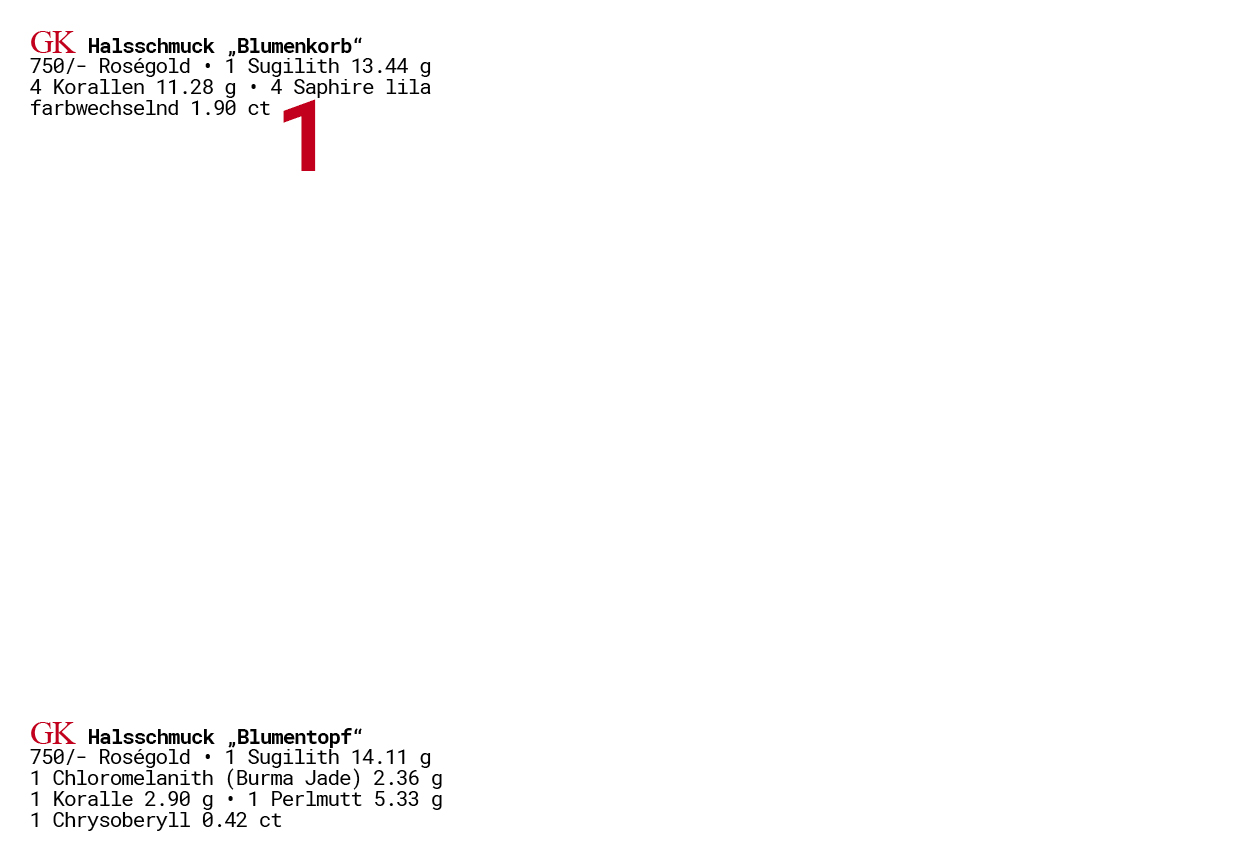 GK Halsschmuck „Blumenkorb“
750/- Roségold • 1 Sugilith 13.44 g
4 Korallen 11.28 g • 4 Saphire lila
farbwechselnd 1.90 ct
1
GK Halsschmuck „Blumentopf“
750/- Roségold • 1 Sugilith 14.11 g
1 Chloromelanith (Burma Jade) 2.36 g
1 Koralle 2.90 g • 1 Perlmutt 5.33 g
1 Chrysoberyll 0.42 ct